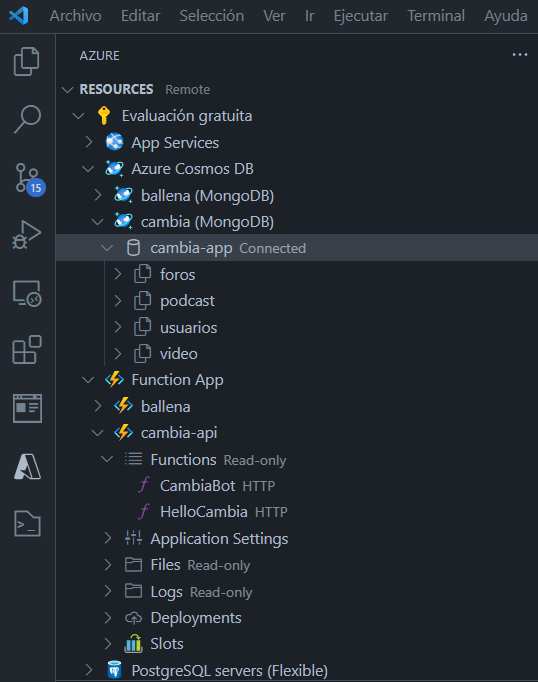 Archivo Editar Selección Ver Ir Ejecutar Terminal Ayuda
AZURE
RESOURCES Remote
Evaluación gratuita
App Services
Azure Cosmos DB
ballena (MongoDB)
cambia (MongoDB)
cambia-app Connected
foros
podcast
usuarios
video
Function App
ballena
cambia-api
Functions Read-only
CambiaBot HTTP
HelloCambia HTTP
Application Settings
Files Read-only
Logs Read-only
Deployments
Slots
PostgreSQL servers (Flexible)
15